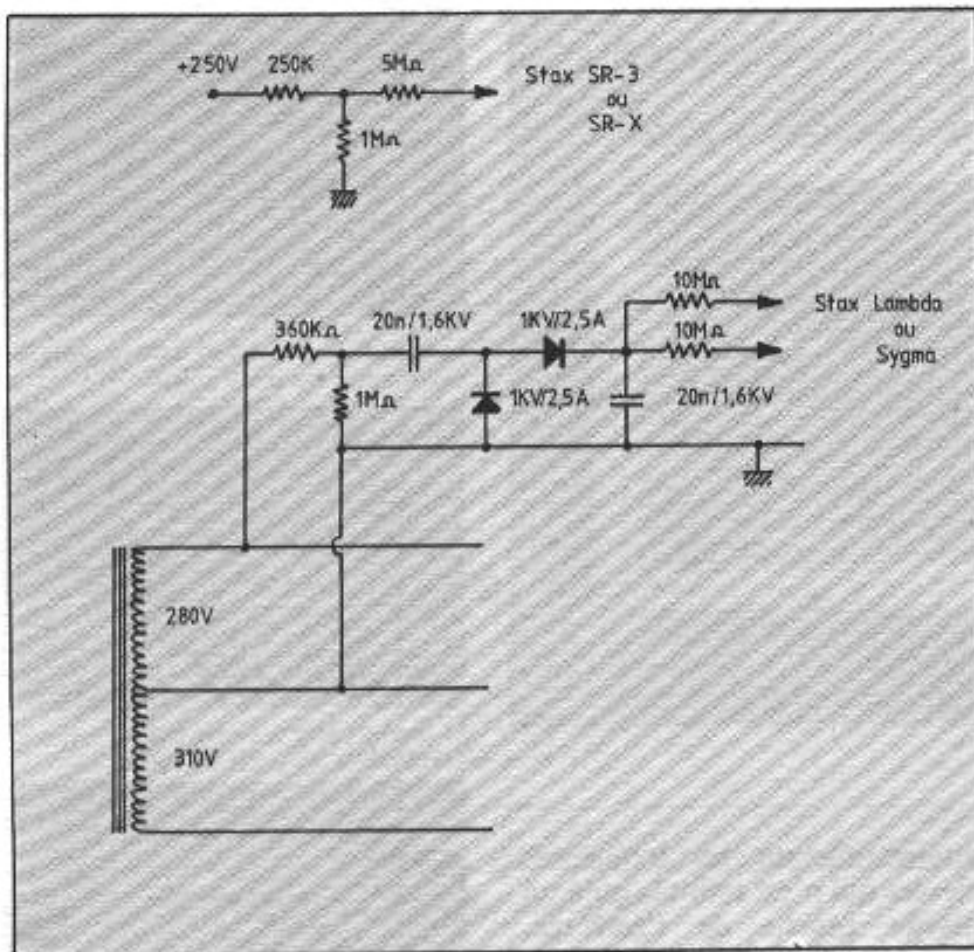 +250V 250K 5MΩ
Stax SR-3
ou
SR-X
1MΩ
10MΩ
Stax Lambda
ou
Sygma
360KΩ 20n/1,6KV 1KV/2,5A 10MΩ
1MΩ 1KV/2,5A 20n/1,6KV
280V
310V